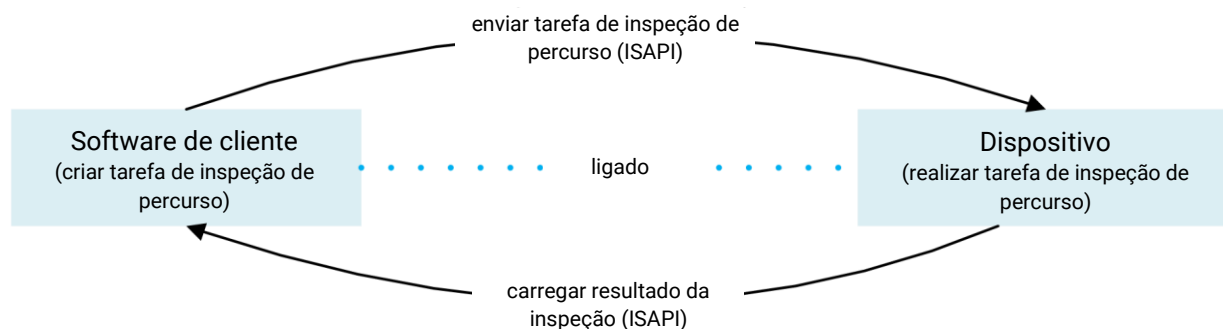 enviar tarefa de inspeção de
percurso (ISAPI)
Software de cliente
(criar tarefa de inspeção de
percurso)
ligado
Dispositivo
(realizar tarefa de inspeção de
percurso)
carregar resultado da
inspeção (ISAPI)